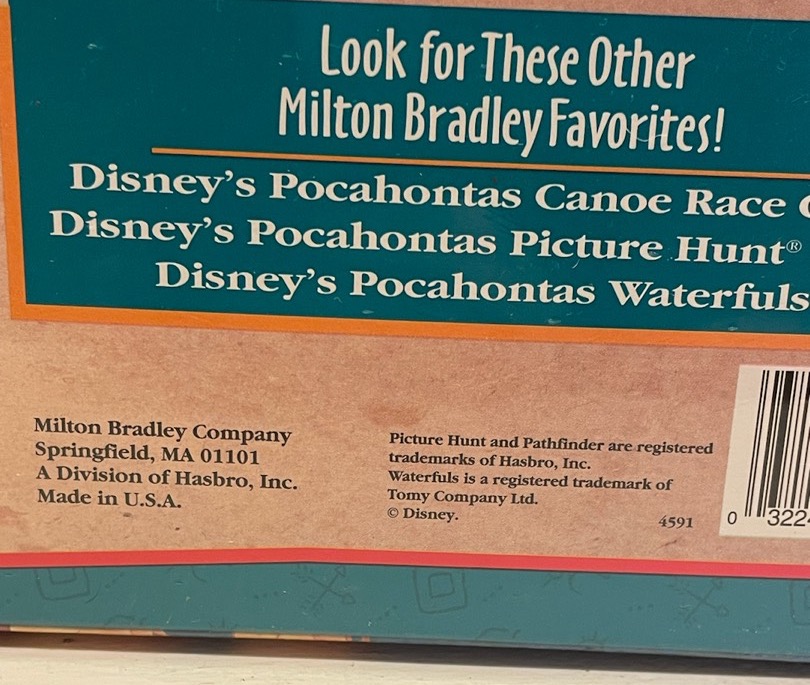 Look for These Other
Milton Bradley Favorites!
Disney's Pocahontas Canoe Race
Disney's Pocahontas Picture Hunt®
Disney's Pocahontas Waterfuls
Milton Bradley Company
Springfield, MA 01101
A Division of Hasbro, Inc.
Made in U.S.A.
Picture Hunt and Pathfinder are registered
trademarks of Hasbro, Inc.
Waterfuls is a registered trademark of
Tomy Company Ltd.
© Disney.
4591
0 322